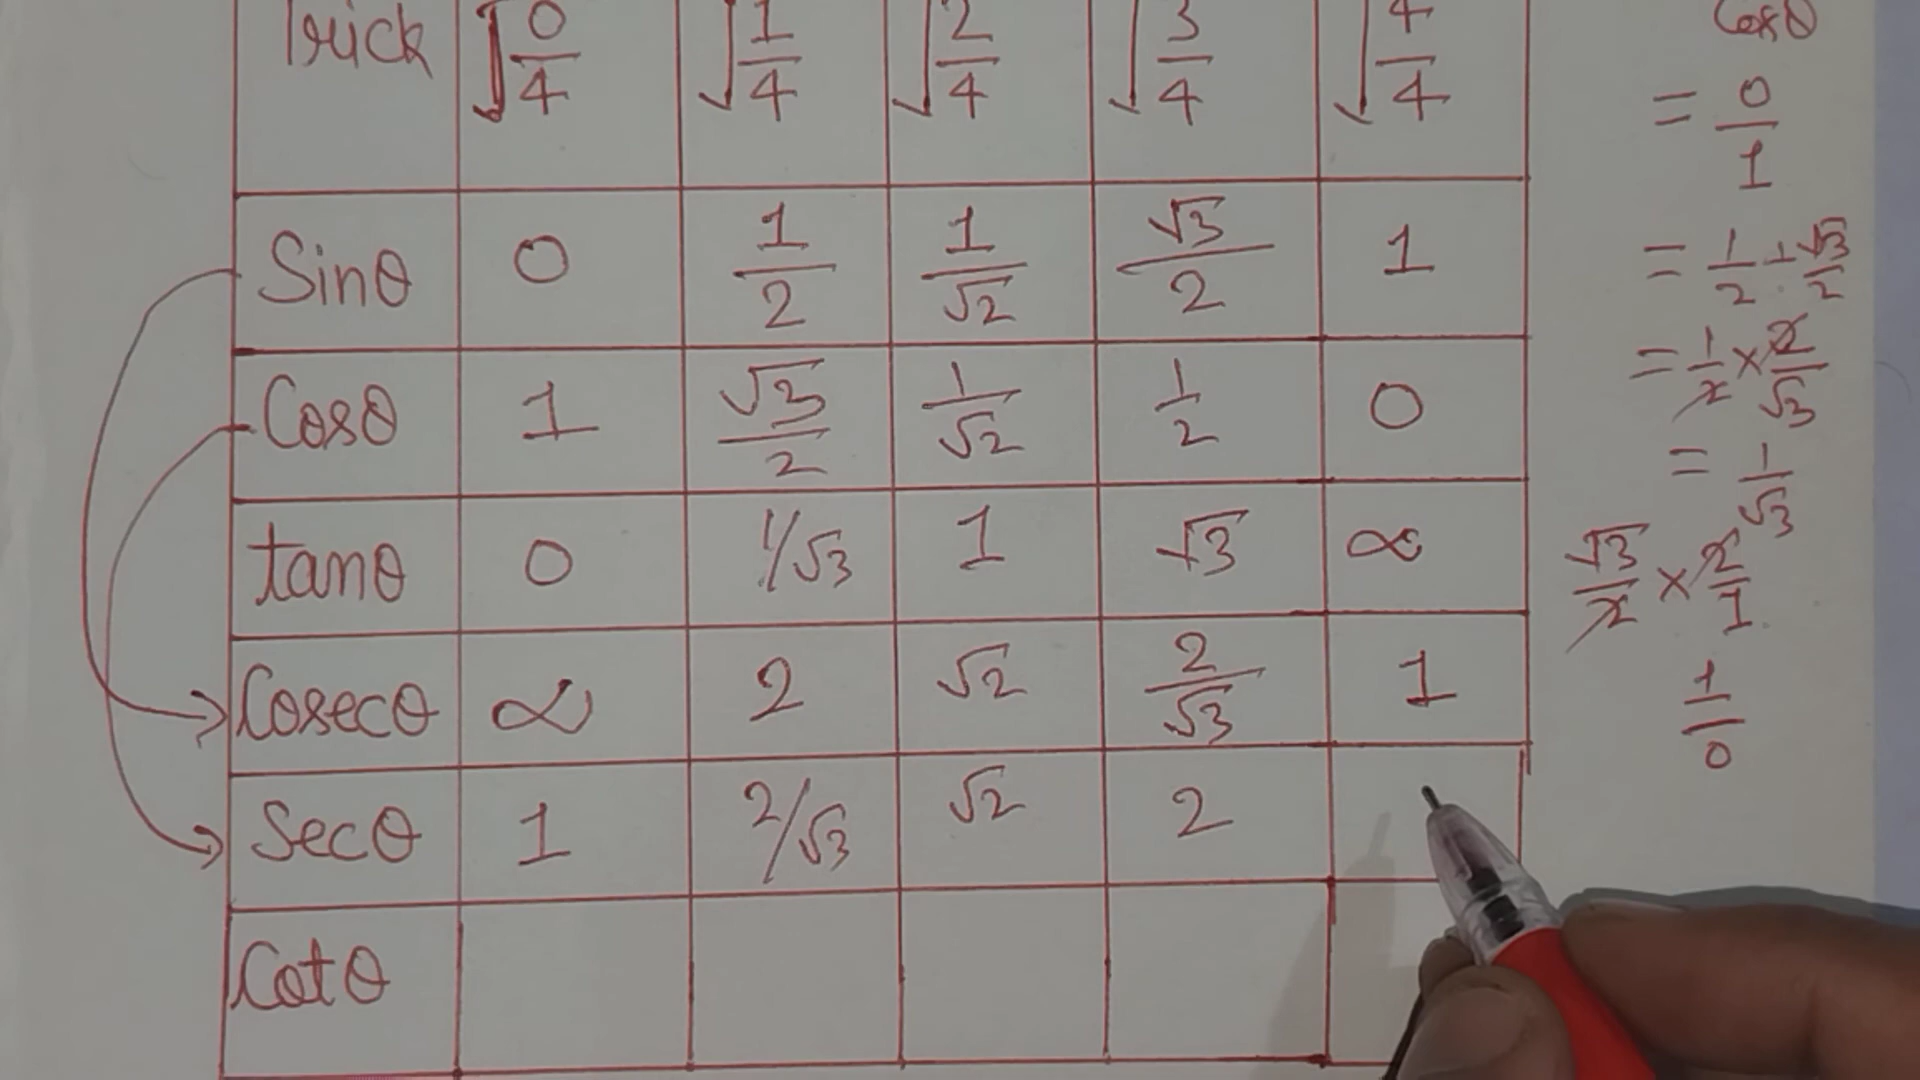 Trick √0/4 √1/4 √2/4 √3/4 √4/4
Sinθ 0 1/2 1/√2 √3/2 1
Cosθ 1 √3/2 1/√2 1/2 0
tanθ 0 1/√3 1 √3 ∝
Cosecθ ∝ 2 √2 2/√3 1
Secθ 1 2/√3 √2 2
Cotθ
Cosθ
= 0/1
= 1/2 ÷ √3/2
= 1/2 × 2/√3
= 1/√3
√3/2 × 2/1
1/0